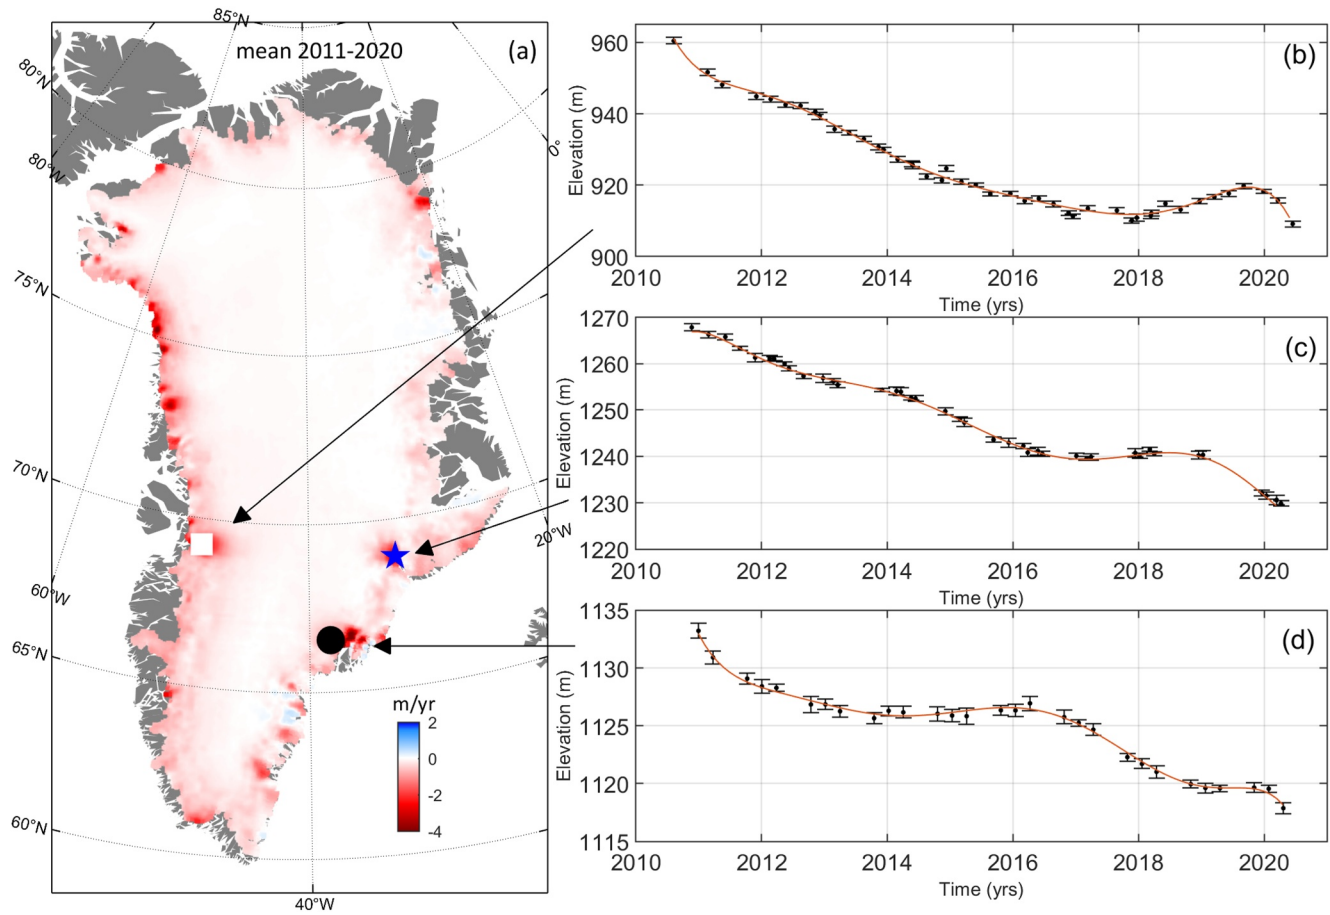 85°N
mean 2011-2020
(a)
80°N
80°W
0°
75°N
70°N
20°W
60°W
65°N
m/yr
2
0
-2
-4
60°N
40°W
(b)
Elevation (m)
960
940
920
900
2010
2012
2014
2016
2018
2020
Time (yrs)
(c)
Elevation (m)
1270
1260
1250
1240
1230
1220
2010
2012
2014
2016
2018
2020
Time (yrs)
(d)
Elevation (m)
1135
1130
1125
1120
1115
2010
2012
2014
2016
2018
2020
Time (yrs)